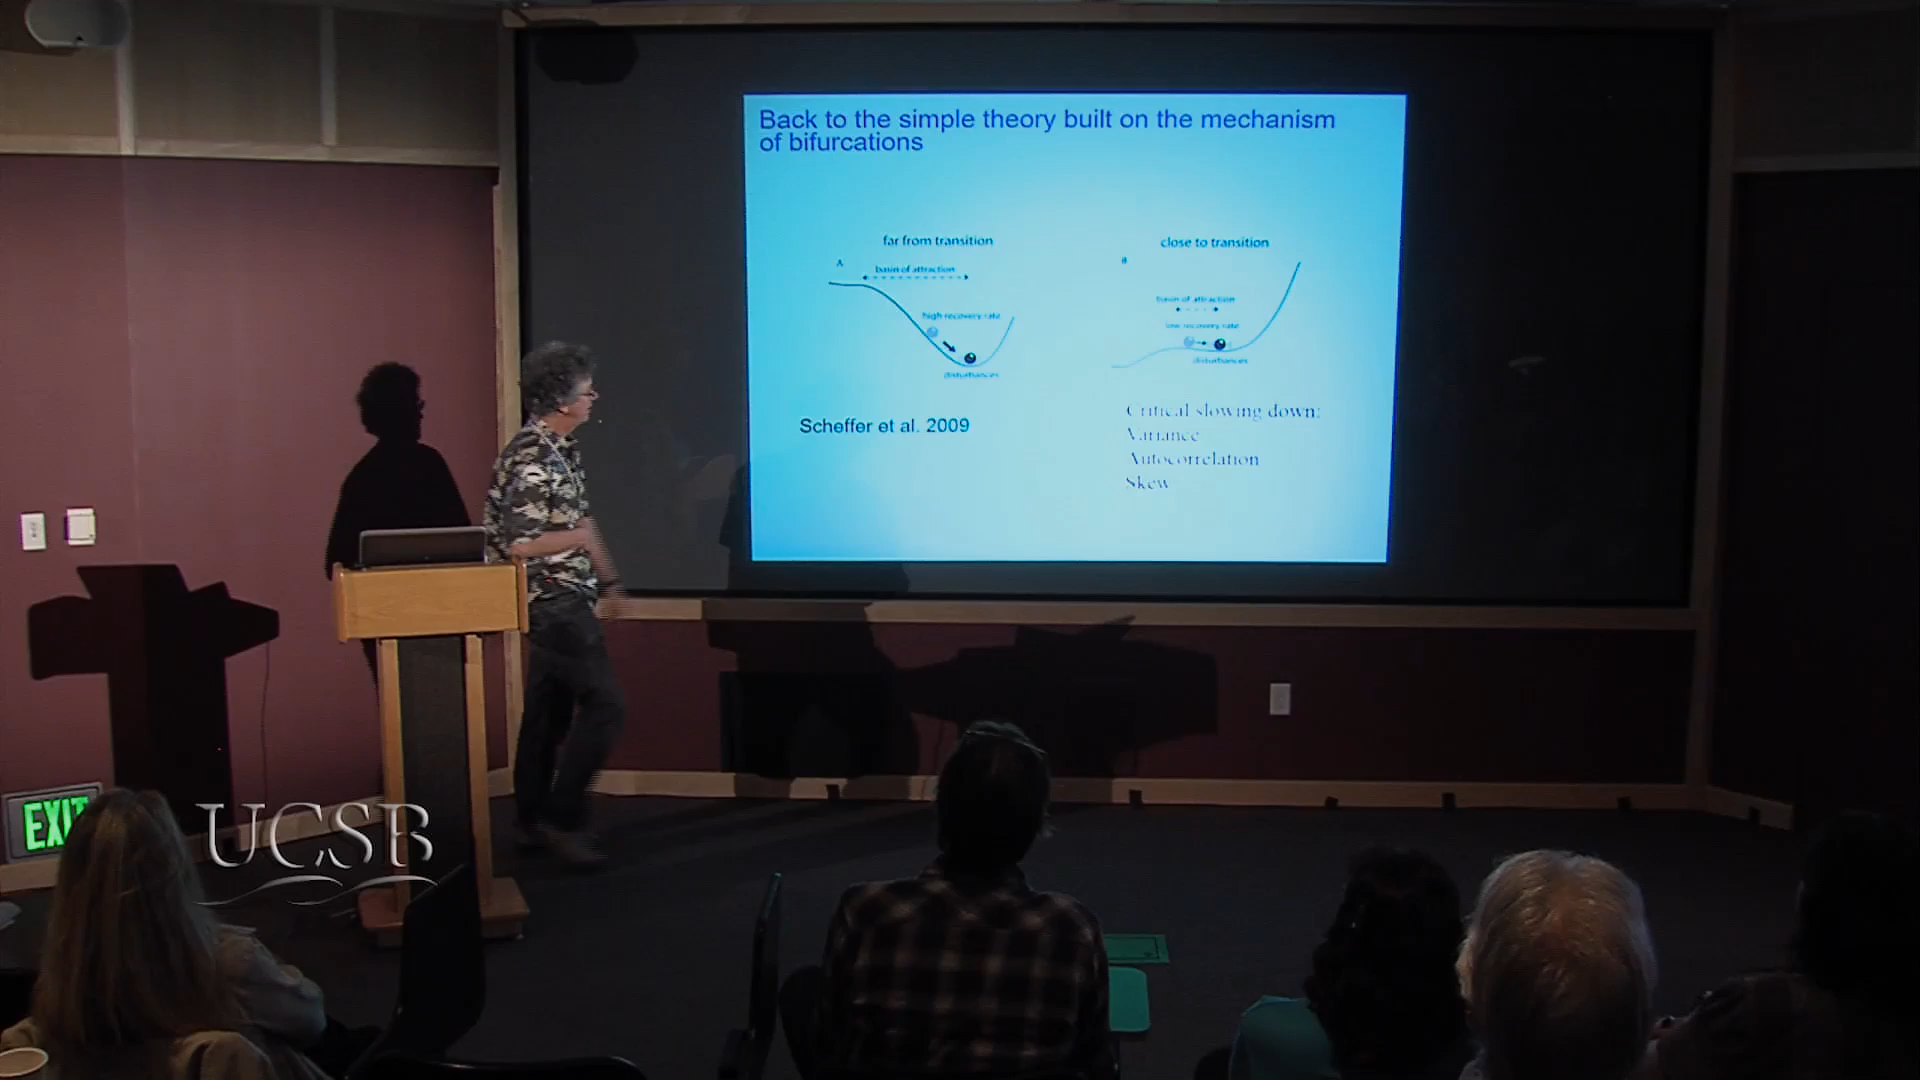 Back to the simple theory built on the mechanism
of bifurcations
far from transition
close to transition
A
basin of attraction
B
basin of attraction
high recovery rate
low recovery rate
disturbances
disturbances
Critical slowing down:
Scheffer et al. 2009
Variance
Autocorrelation
Skew
EXIT
UCSB